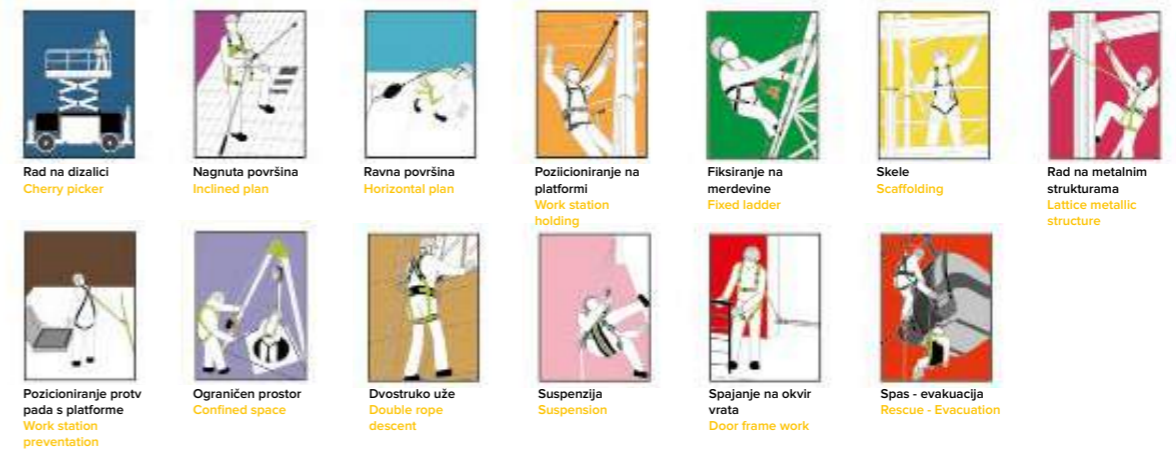 Rad na dizalici
Cherry picker
Nagnuta površina
Inclined plan
Ravna površina
Horizontal plan
Poziicioniranje na
platformi
Work station
holding
Fiksiranje na
merdevine
Fixed ladder
Skele
Scaffolding
Rad na metalnim
strukturama
Lattice metallic
structure
Pozicioniranje protv
pada s platforme
Work station
preventation
Ograničen prostor
Confined space
Dvostruko uže
Double rope
descent
Suspenzija
Suspension
Spajanje na okvir
vrata
Door frame work
Spas - evakuacija
Rescue - Evacuation